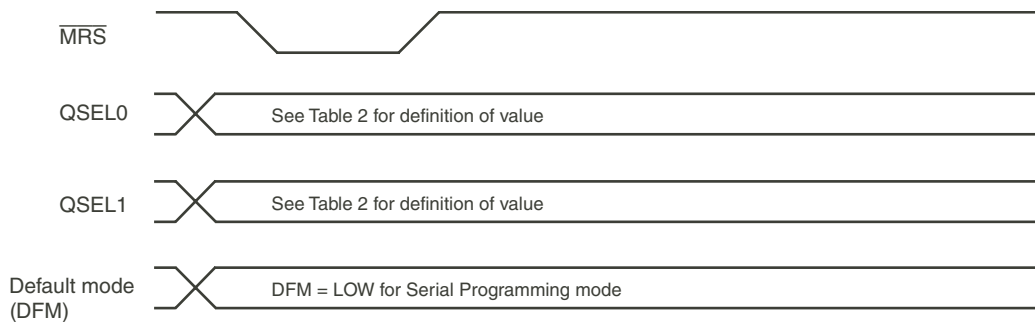 MRS
QSEL0
See Table 2 for definition of value
QSEL1
See Table 2 for definition of value
Default mode
(DFM)
DFM = LOW for Serial Programming mode